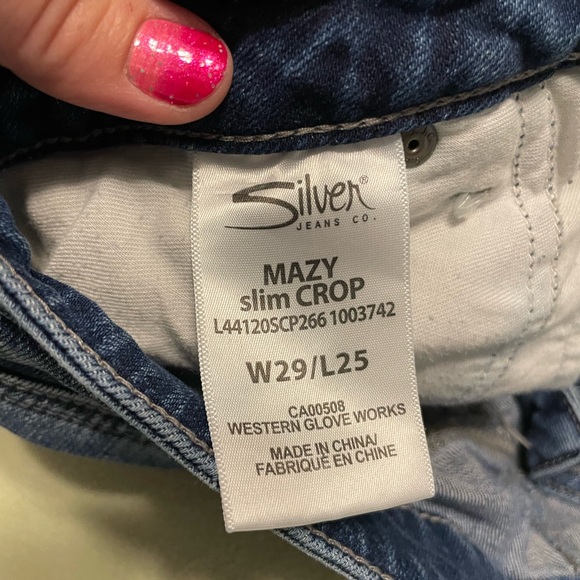 Silver®
JEANS CO.
MAZY
slim CROP
L44120SCP266 1003742
W29/L25
CA00508
WESTERN GLOVE WORKS
MADE IN CHINA/
FABRIQUÉ EN CHINE